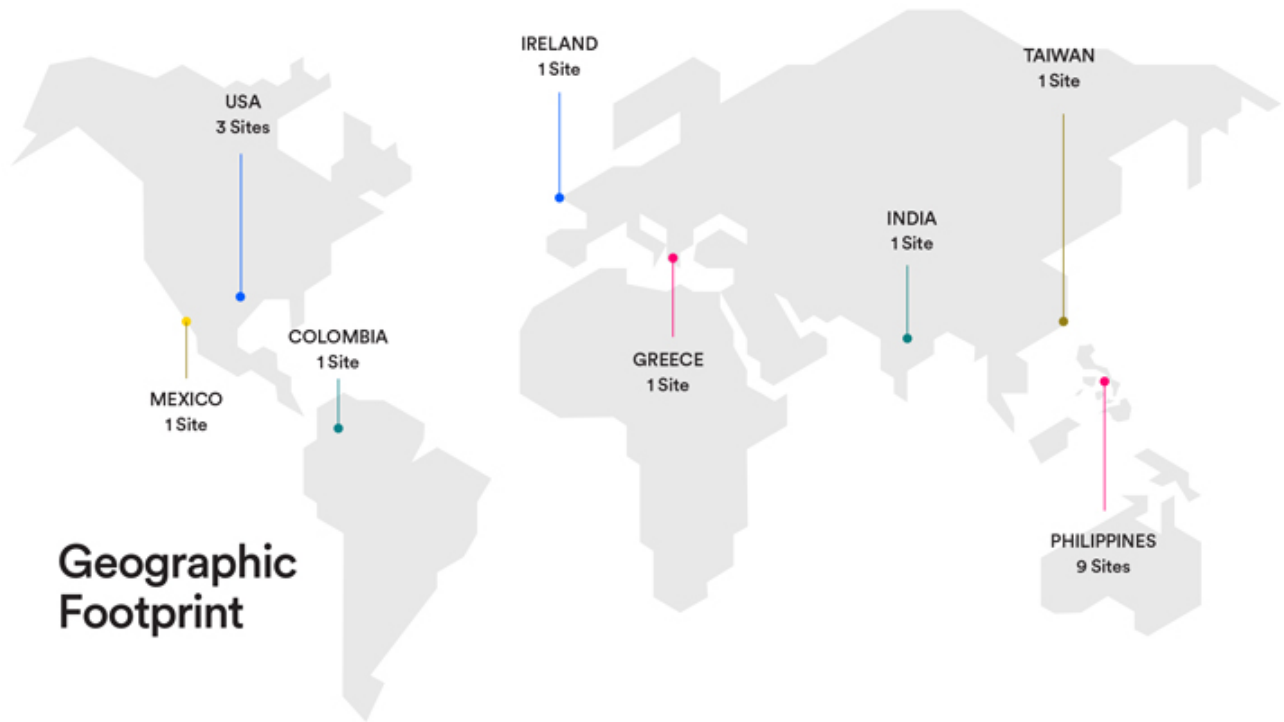 IRELAND
1 Site
TAIWAN
1 Site
USA
3 Sites
INDIA
1 Site
COLOMBIA
1 Site
GREECE
1 Site
MEXICO
1 Site
PHILIPPINES
9 Sites
Geographic
Footprint